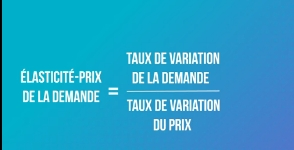 ÉLASTICITÉ-PRIX
DE LA DEMANDE
=
TAUX DE VARIATION
DE LA DEMANDE
TAUX DE VARIATION
DU PRIX